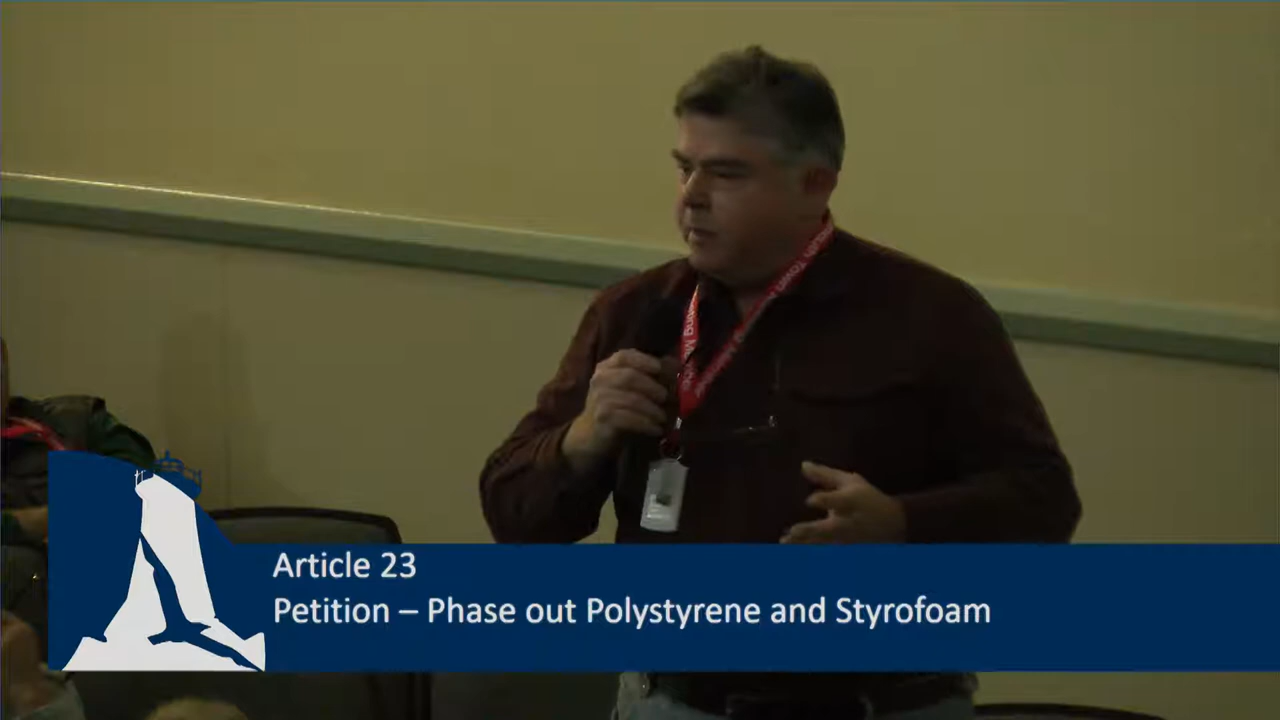 Article 23
Petition – Phase out Polystyrene and Styrofoam